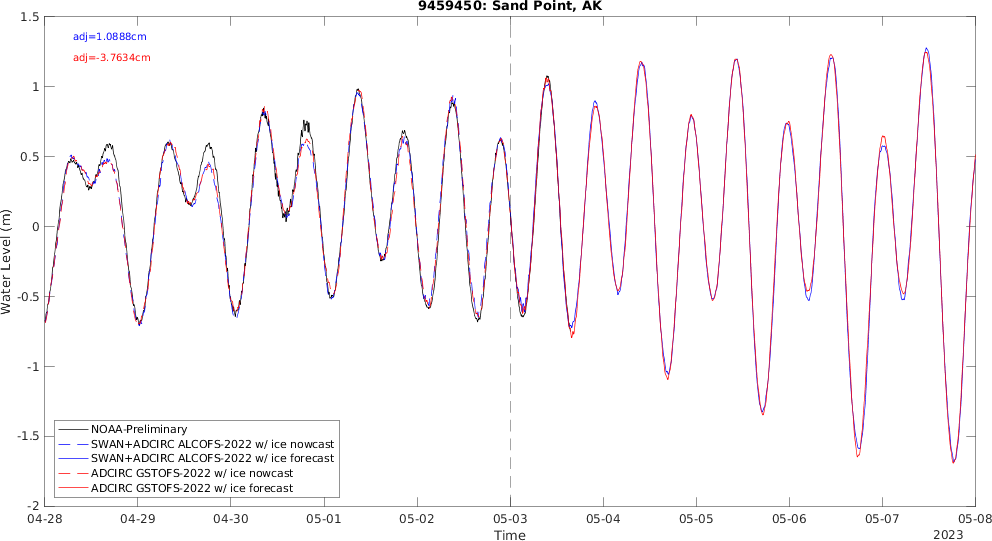 9459450: Sand Point, AK
adj=1.0888cm
adj=-3.7634cm
1.5
1
0.5
0
-0.5
-1
-1.5
-2
Water Level (m)
NOAA-Preliminary
SWAN+ADCIRC ALCOFS-2022 w/ ice nowcast
SWAN+ADCIRC ALCOFS-2022 w/ ice forecast
ADCIRC GSTOFS-2022 w/ ice nowcast
ADCIRC GSTOFS-2022 w/ ice forecast
04-28 04-29 04-30 05-01 05-02 05-03 05-04 05-05 05-06 05-07 05-08
Time
2023